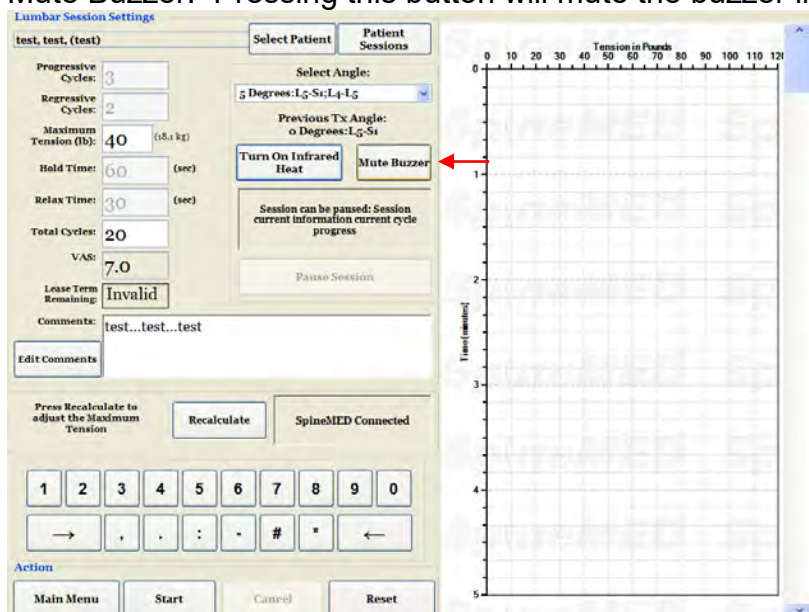 Mute Buzzer: Pressing this button will mute the buzzer
Lumbar Session Settings
test, test, (test)
Select Patient
Patient
Sessions
Progressive
Cycles:
3
Regressive
Cycles:
2
Maximum
Tension (lb):
40
(18.1 kg)
Hold Time:
60
(sec)
Relax Time:
30
(sec)
Total Cycles:
20
VAS:
7.0
Lease Term
Remaining:
Invalid
Select Angle:
5 Degrees:L5-S1;L4-L5
Previous Tx Angle:
0 Degrees:L5-S1
Turn On Infrared
Heat
Mute Buzzer
Session can be paused: Session
current information current cycle
progress
Pause Session
Comments:
test...test...test
Edit Comments
Press Recalculate to
adjust the Maximum
Tension
Recalculate
SpineMED Connected
1 2 3 4 5 6 7 8 9 0
→ , . : - # * ←
Action
Main Menu
Start
Cancel
Reset
Tension in Pounds
0 10 20 30 40 50 60 70 80 90 100 110
Time (minutes)
0
1
2
3
4
5